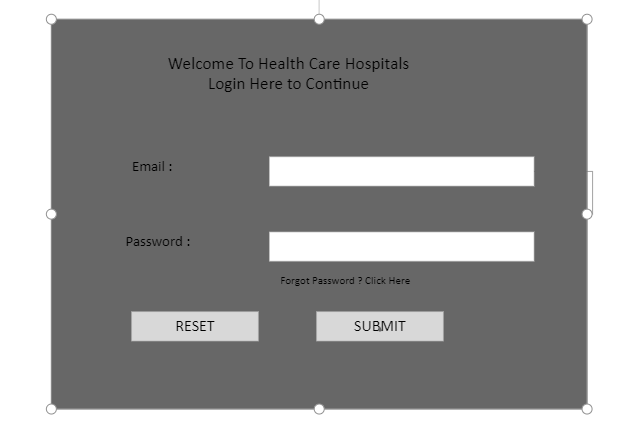 Welcome To Health Care Hospitals
Login Here to Continue
Email :
Password :
Forgot Password ? Click Here
RESET
SUBMIT